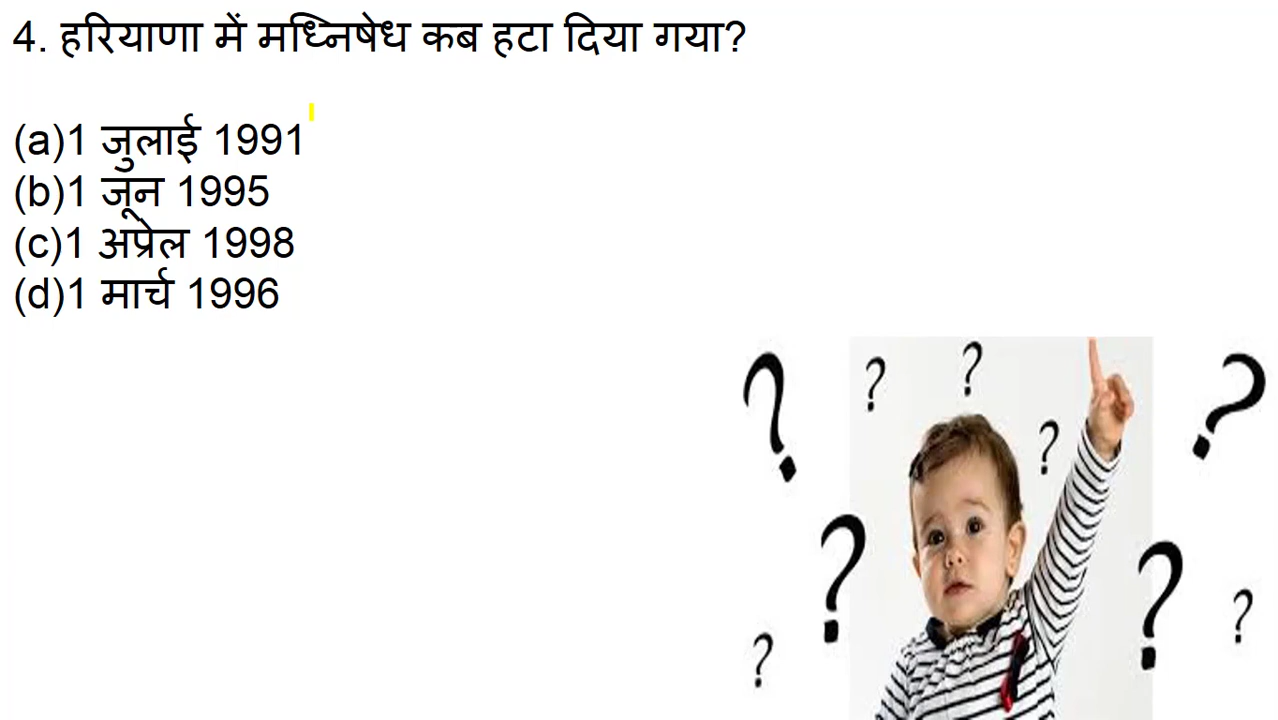 4. हरियाणा में मध्निषेध कब हटा दिया गया?
(a)1 जुलाई 1991
(b)1 जून 1995
(c)1 अप्रेल 1998
(d)1 मार्च 1996
? ? ? ? ?
? ? ? ?